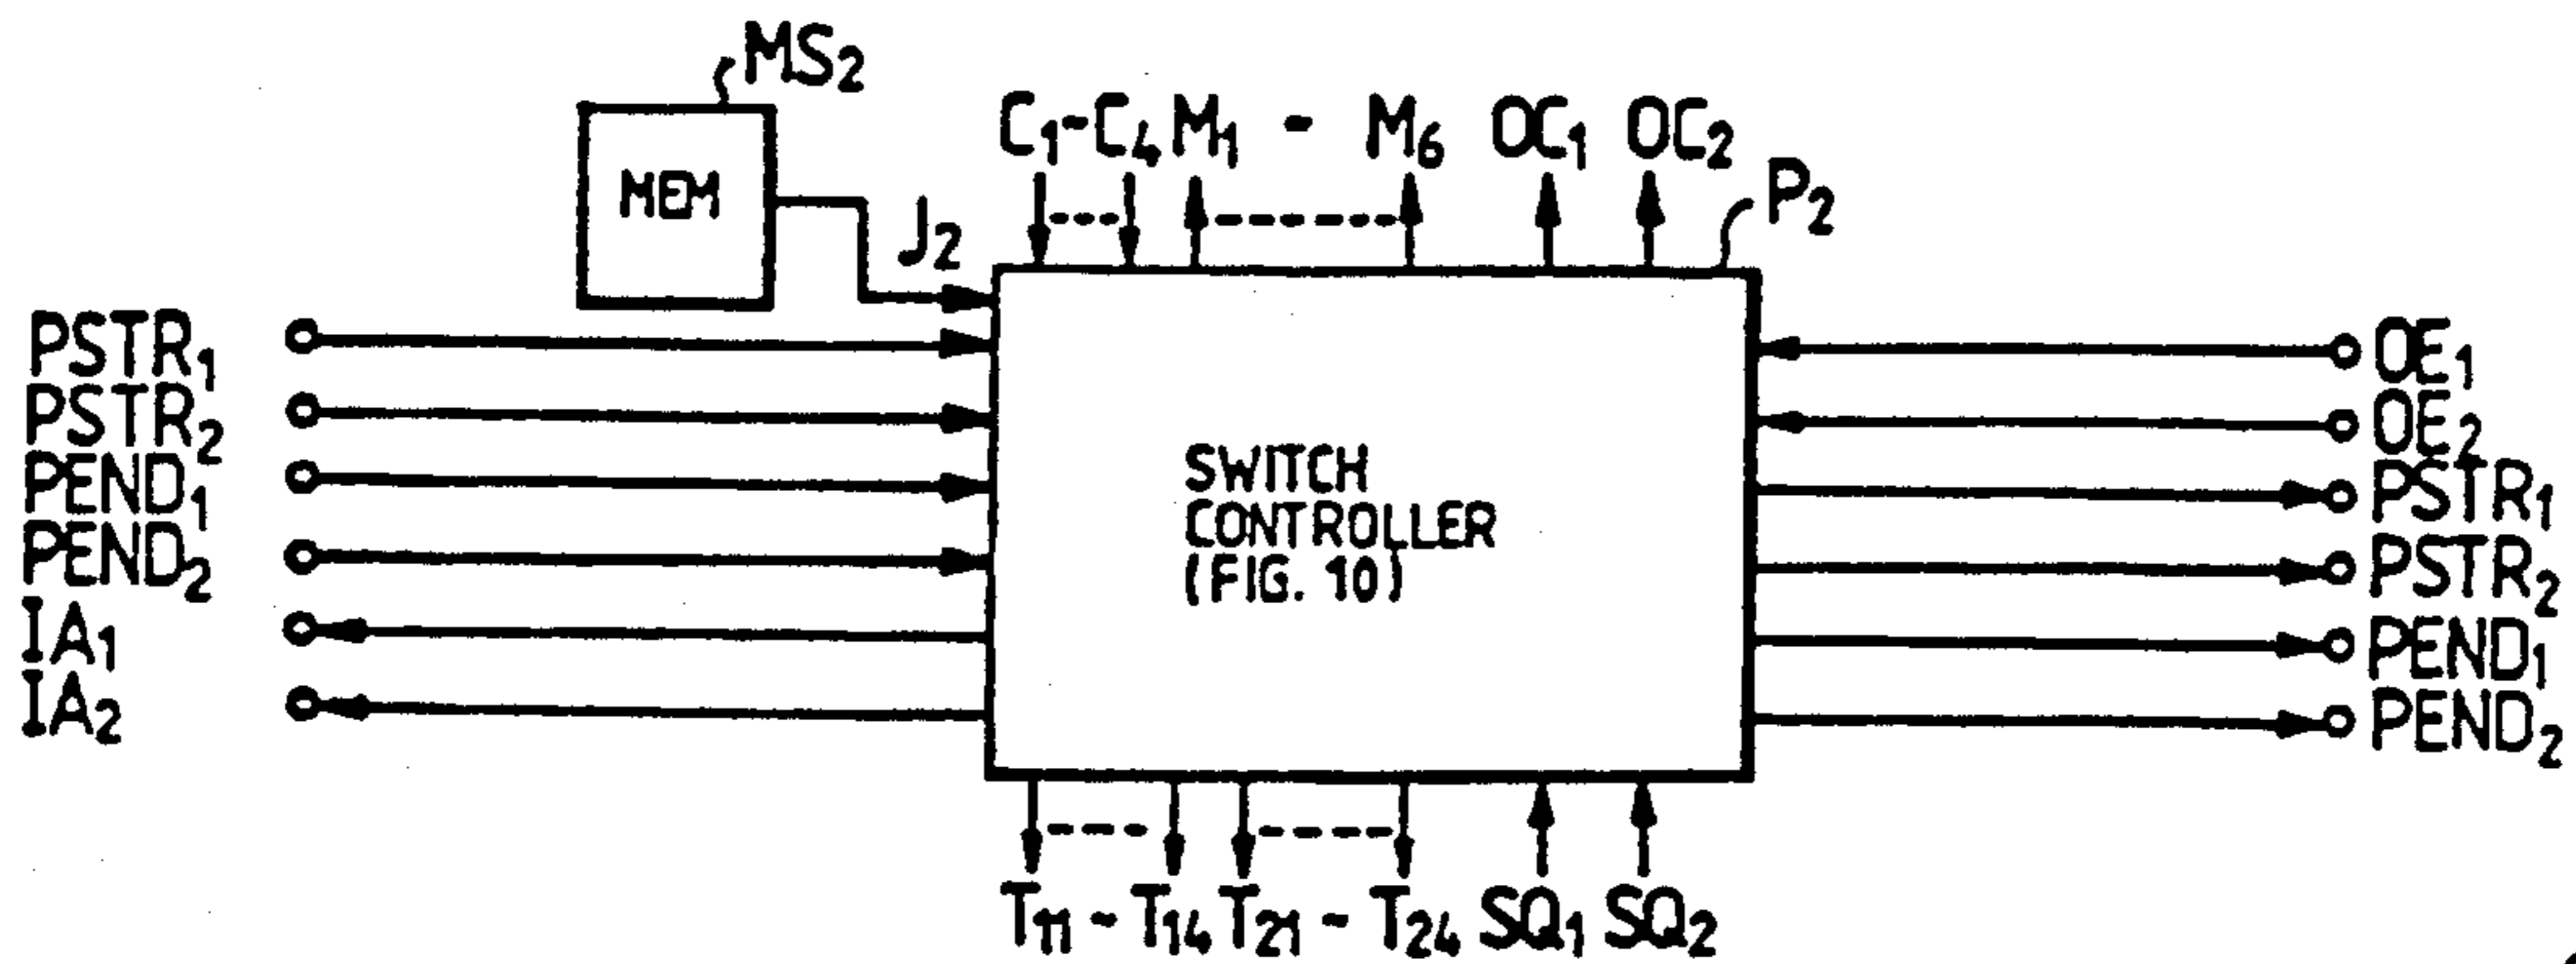 MS2
MEM
C1-C4 M1 - M6 OC1 OC2
P2
J2
PSTR1
PSTR2
PEND1
PEND2
IA1
IA2
SWITCH
CONTROLLER
(FIG. 10)
OE1
OE2
PSTR1
PSTR2
PEND1
PEND2
T11 - T14 T21 - T24 SQ1 SQ2